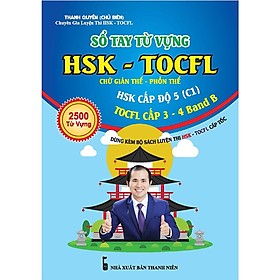 THANH QUYÊN (CHỦ BIÊN)
Chuyên Gia Luyện Thi HSK - TOCFL
SỔ TAY TỪ VỰNG
HSK - TOCFL
CHỮ GIẢN THỂ - PHỒN THỂ
HSK CẤP ĐỘ 5 (C1)
TOCFL CẤP 3 - 4 Band B
2500
Từ Vựng
DÙNG KÈM BỘ SÁCH LUYỆN THI HSK - TOCFL CẤP TỐC
NHÀ XUẤT BẢN THANH NIÊN